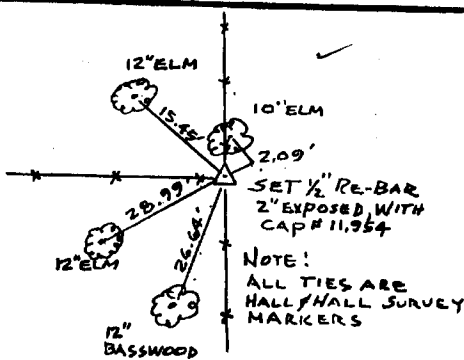 12" ELM
10" ELM
15.45'
2.09'
SET 1/2" RE-BAR
2" EXPOSED, WITH
CAP # 11,954
28.99'
26.64'
12" ELM
NOTE:
ALL TIES ARE
HALL & HALL SURVEY
MARKERS
12"
BASSWOOD